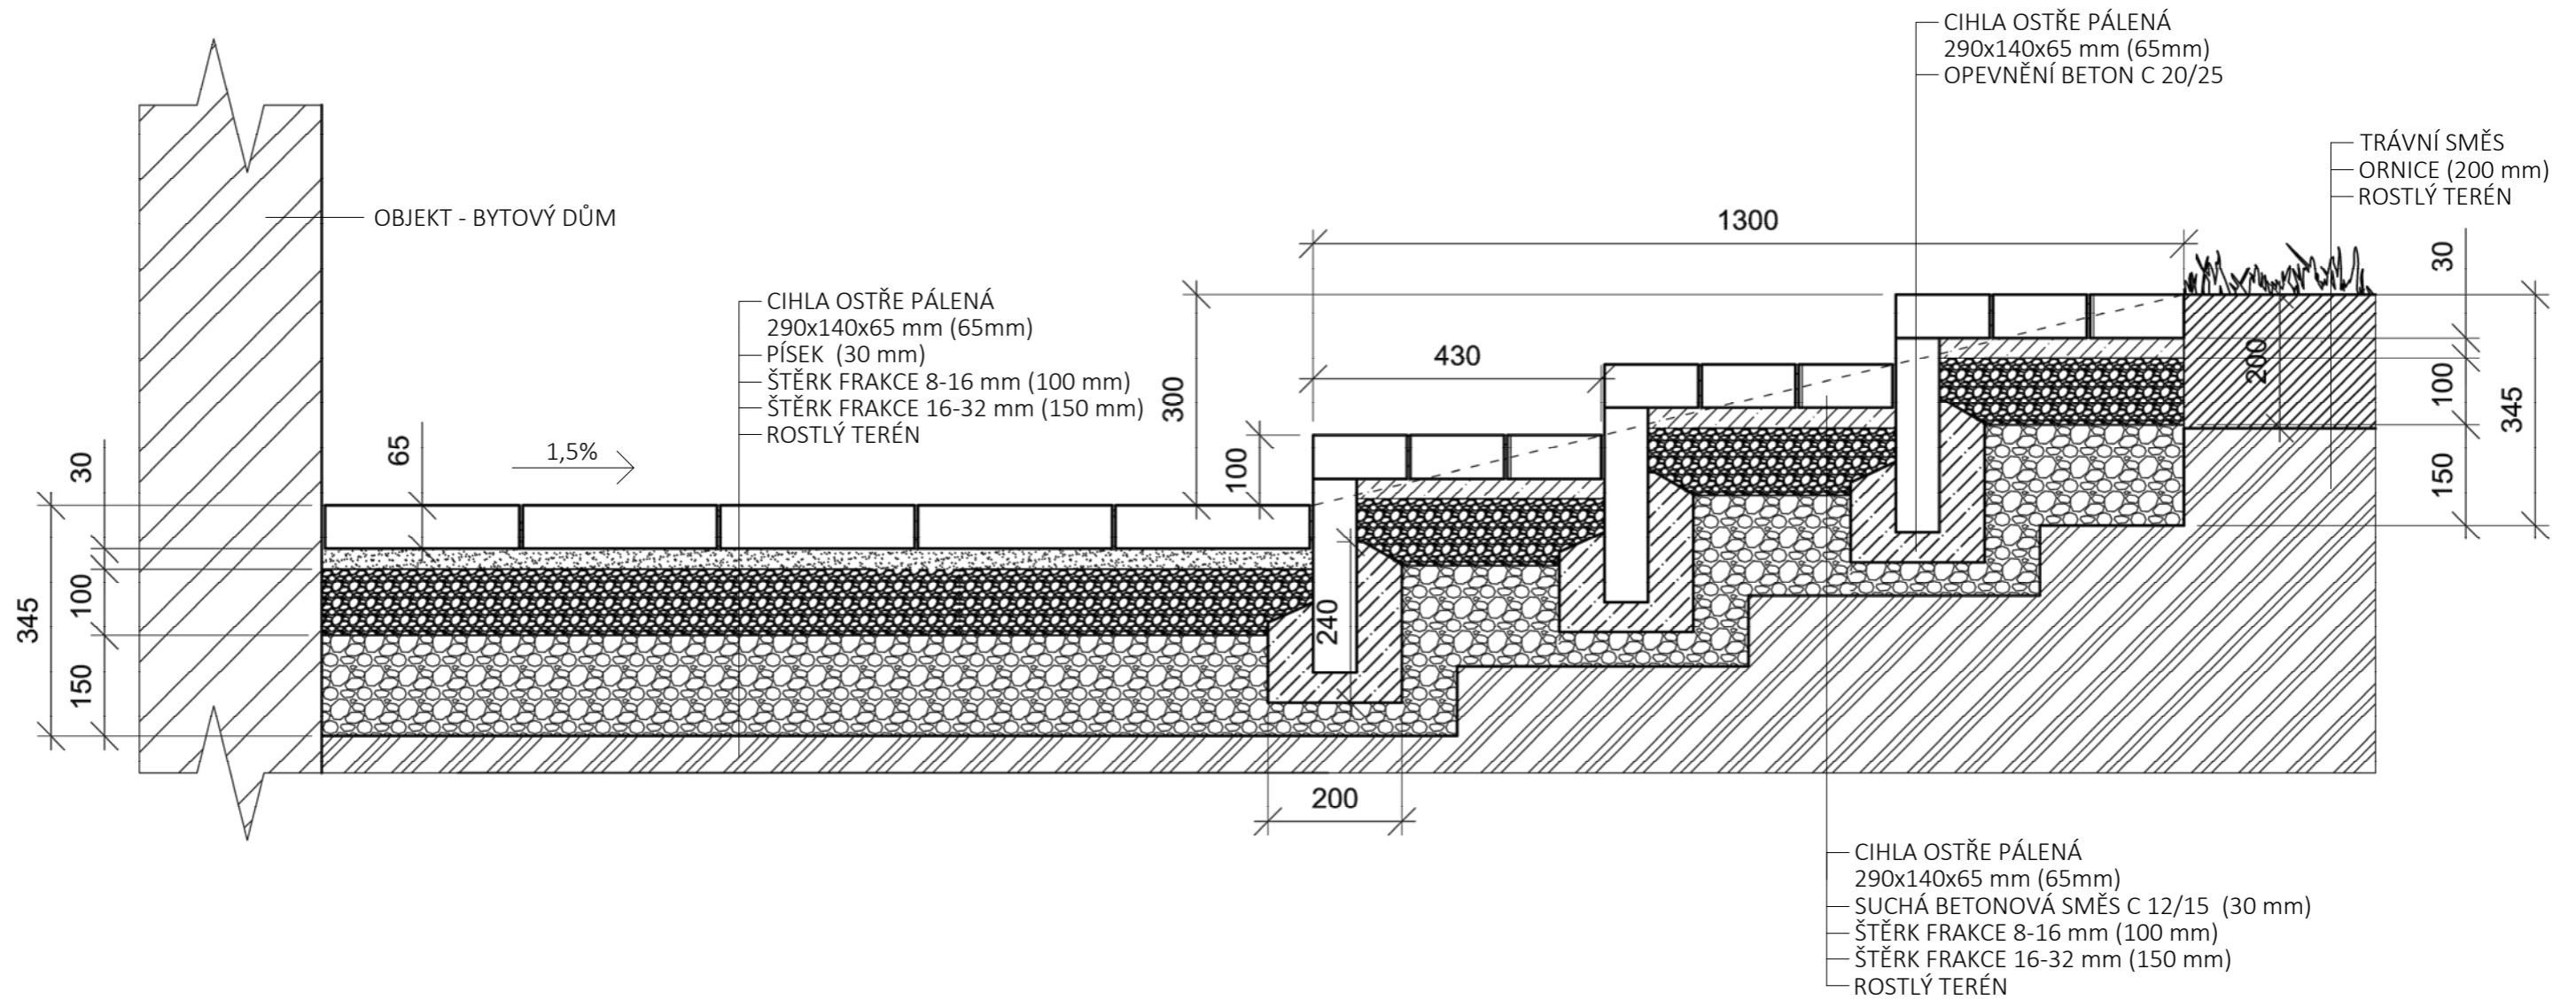 CIHLA OSTŘE PÁLENÁ
290x140x65 mm (65mm)
OPEVNĚNÍ BETON C 20/25
TRÁVNÍ SMĚS
ORNICE (200 mm)
ROSTLÝ TERÉN
OBJEKT - BYTOVÝ DŮM
1300
30
200
100
345
150
CIHLA OSTŘE PÁLENÁ
290x140x65 mm (65mm)
PÍSEK (30 mm)
ŠTĚRK FRAKCE 8-16 mm (100 mm)
ŠTĚRK FRAKCE 16-32 mm (150 mm)
ROSTLÝ TERÉN
430
300
100
65
1,5%
30
100
345
150
240
200
CIHLA OSTŘE PÁLENÁ
290x140x65 mm (65mm)
SUCHÁ BETONOVÁ SMĚS C 12/15 (30 mm)
ŠTĚRK FRAKCE 8-16 mm (100 mm)
ŠTĚRK FRAKCE 16-32 mm (150 mm)
ROSTLÝ TERÉN